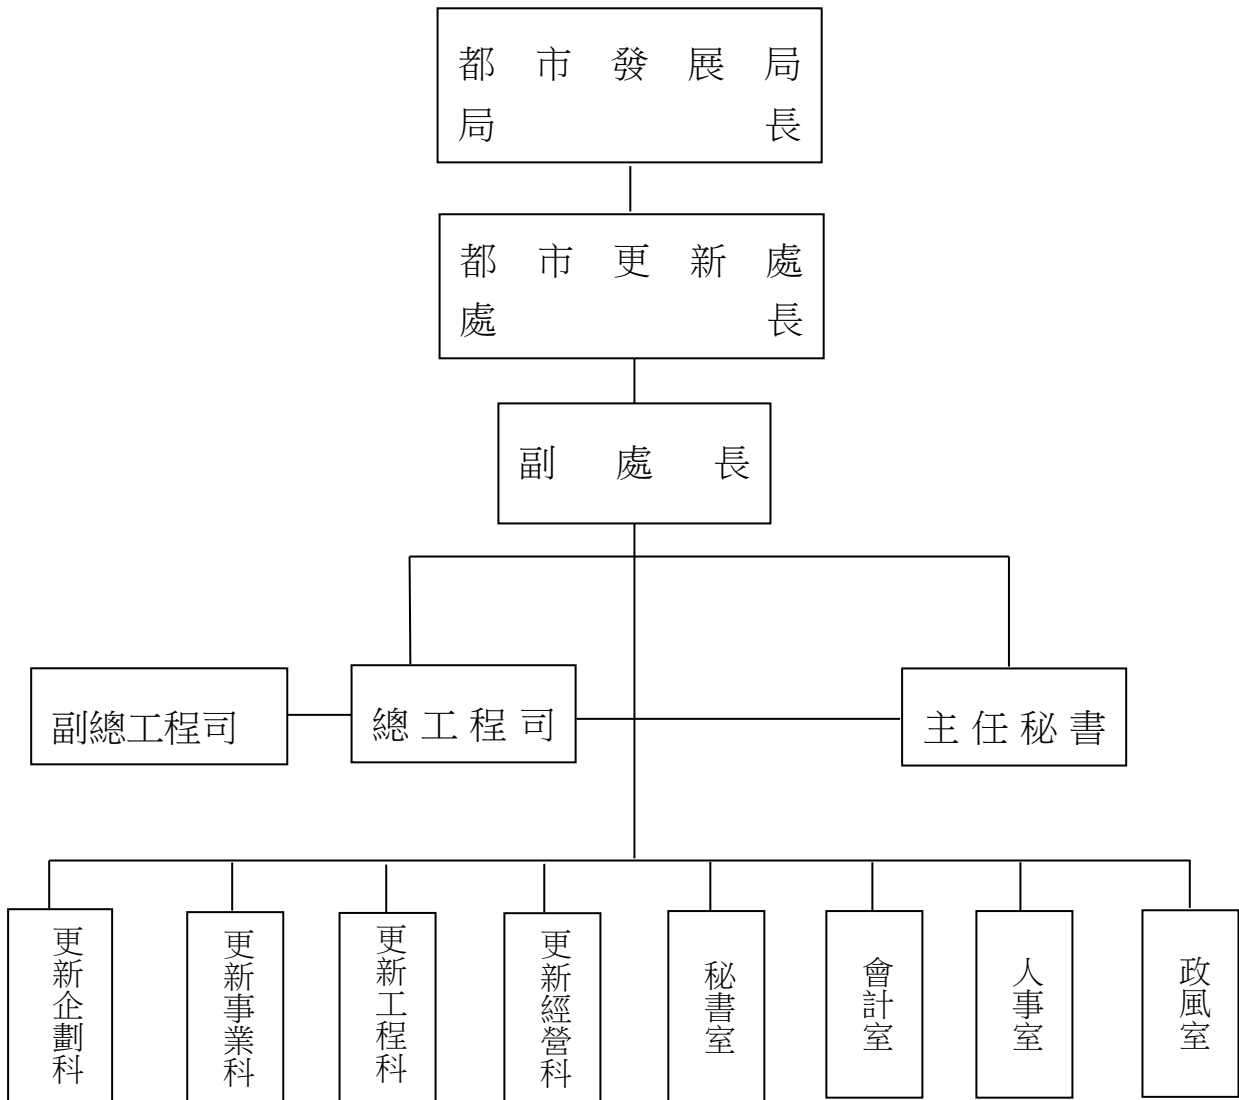 都市發展局
局長
都市更新處
處長
副處長
副總工程司
總工程司
主任秘書
更新企劃科
更新事業科
更新工程科
更新經營科
秘書室
會計室
人事室
政風室